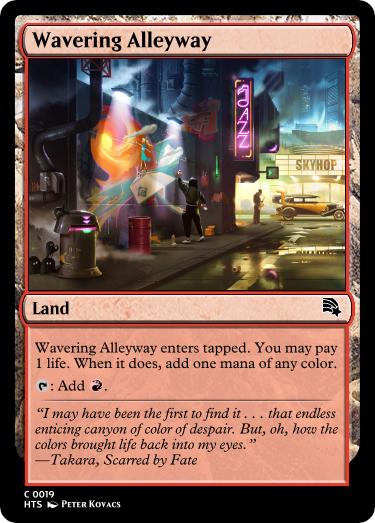 Wavering Alleyway
JAZZ
SKYHOP
Land
Wavering Alleyway enters tapped. You may pay
1 life. When it does, add one mana of any color.
: Add .
“I may have been the first to find it . . . that endless
enticing canyon of color of despair. But, oh, how the
colors brought life back into my eyes.”
—Takara, Scarred by Fate
C 0019
HTS Peter Kovacs